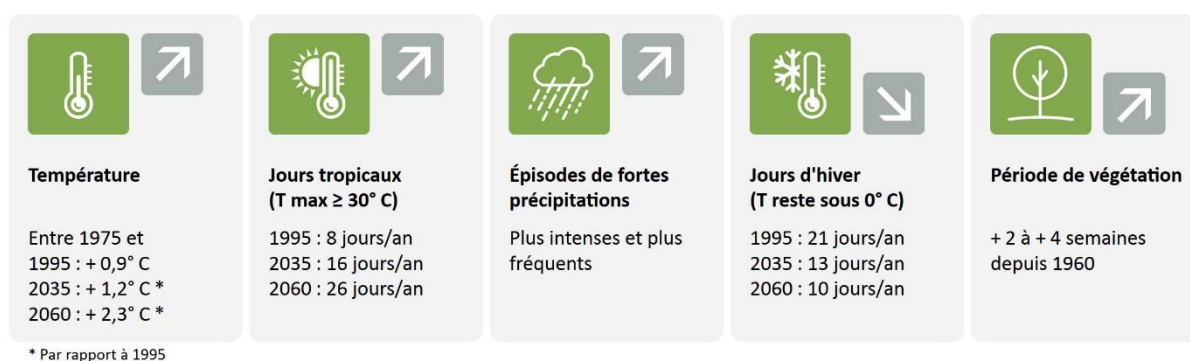 Température
Entre 1975 et
1995 : + 0,9° C
2035 : + 1,2° C *
2060 : + 2,3° C *
Jours tropicaux
(T max ≥ 30° C)
1995 : 8 jours/an
2035 : 16 jours/an
2060 : 26 jours/an
Épisodes de fortes
précipitations
Plus intenses et plus
fréquents
Jours d'hiver
(T reste sous 0° C)
1995 : 21 jours/an
2035 : 13 jours/an
2060 : 10 jours/an
Période de végétation
+ 2 à + 4 semaines
depuis 1960
* Par rapport à 1995